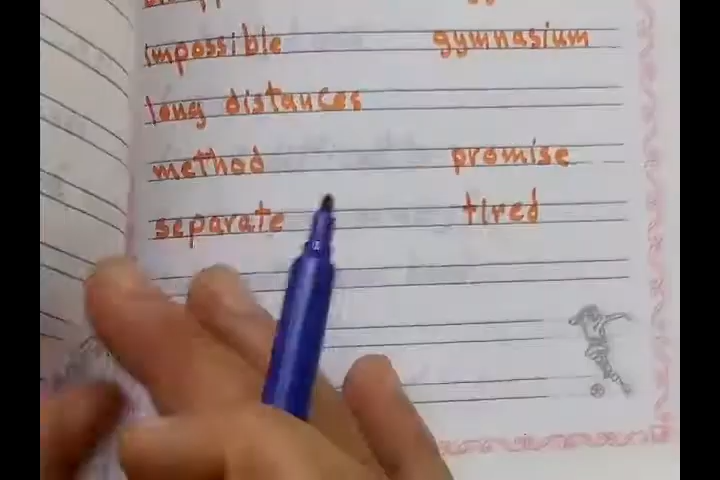 impossible gymnasium
long distances
method promise
separate tired